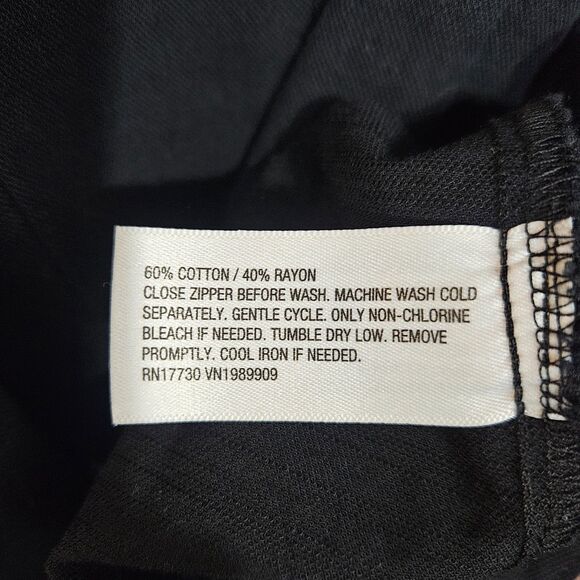 60% COTTON / 40% RAYON
CLOSE ZIPPER BEFORE WASH. MACHINE WASH COLD
SEPARATELY. GENTLE CYCLE. ONLY NON-CHLORINE
BLEACH IF NEEDED. TUMBLE DRY LOW. REMOVE
PROMPTLY. COOL IRON IF NEEDED.
RN17730 VN1989909